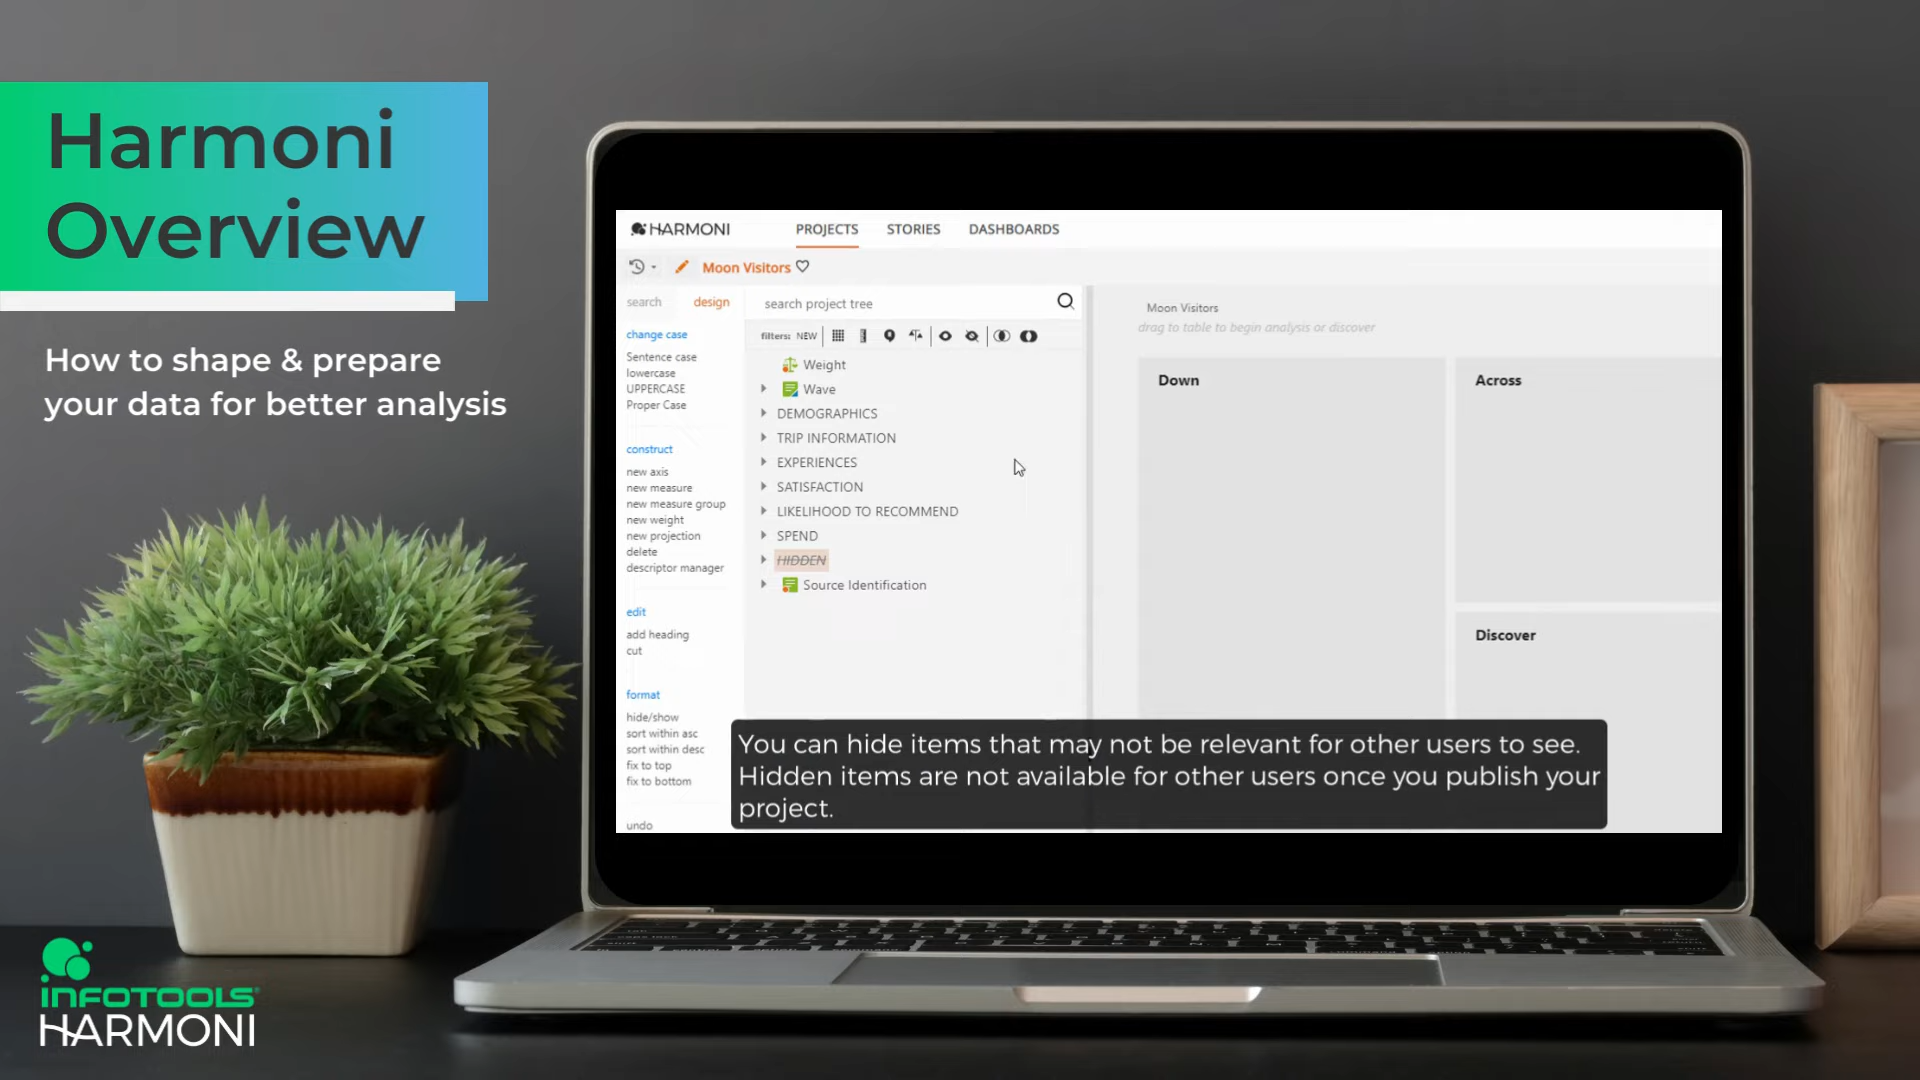 Harmoni
Overview
How to shape & prepare
your data for better analysis
HARMONI
PROJECTS
STORIES
DASHBOARDS
Moon Visitors
search
design
search project tree
change case
Sentence case
lowercase
UPPERCASE
Proper Case
construct
new axis
new measure
new measure group
new weight
new projection
delete
descriptor manager
edit
add heading
cut
format
hide/show
sort within asc
sort within desc
fix to top
fix to bottom
undo
filters: NEW
Weight
Wave
DEMOGRAPHICS
TRIP INFORMATION
EXPERIENCES
SATISFACTION
LIKELIHOOD TO RECOMMEND
SPEND
HIDDEN
Source Identification
Moon Visitors
drag to table to begin analysis or discover
Down
Across
Discover
You can hide items that may not be relevant for other users to see.
Hidden items are not available for other users once you publish your
project.
INFOTOOLS®
HARMONI